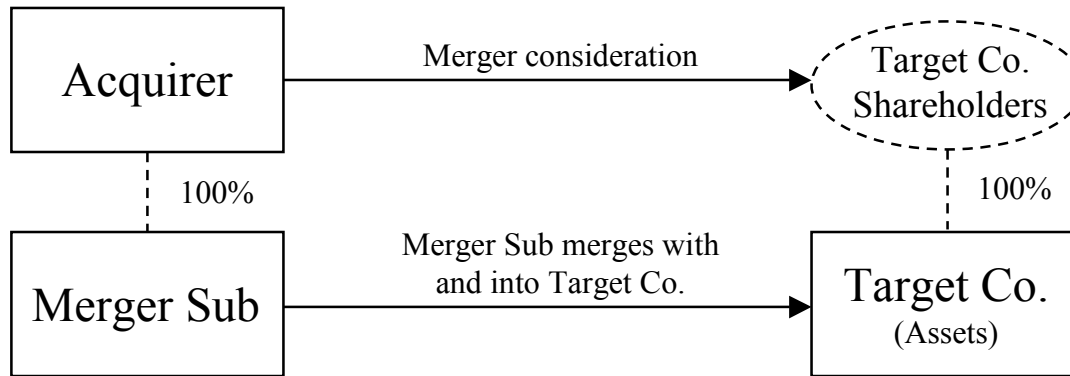 Acquirer
Merger consideration
Target Co.
Shareholders
100%
100%
Merger Sub
Merger Sub merges with
and into Target Co.
Target Co.
(Assets)